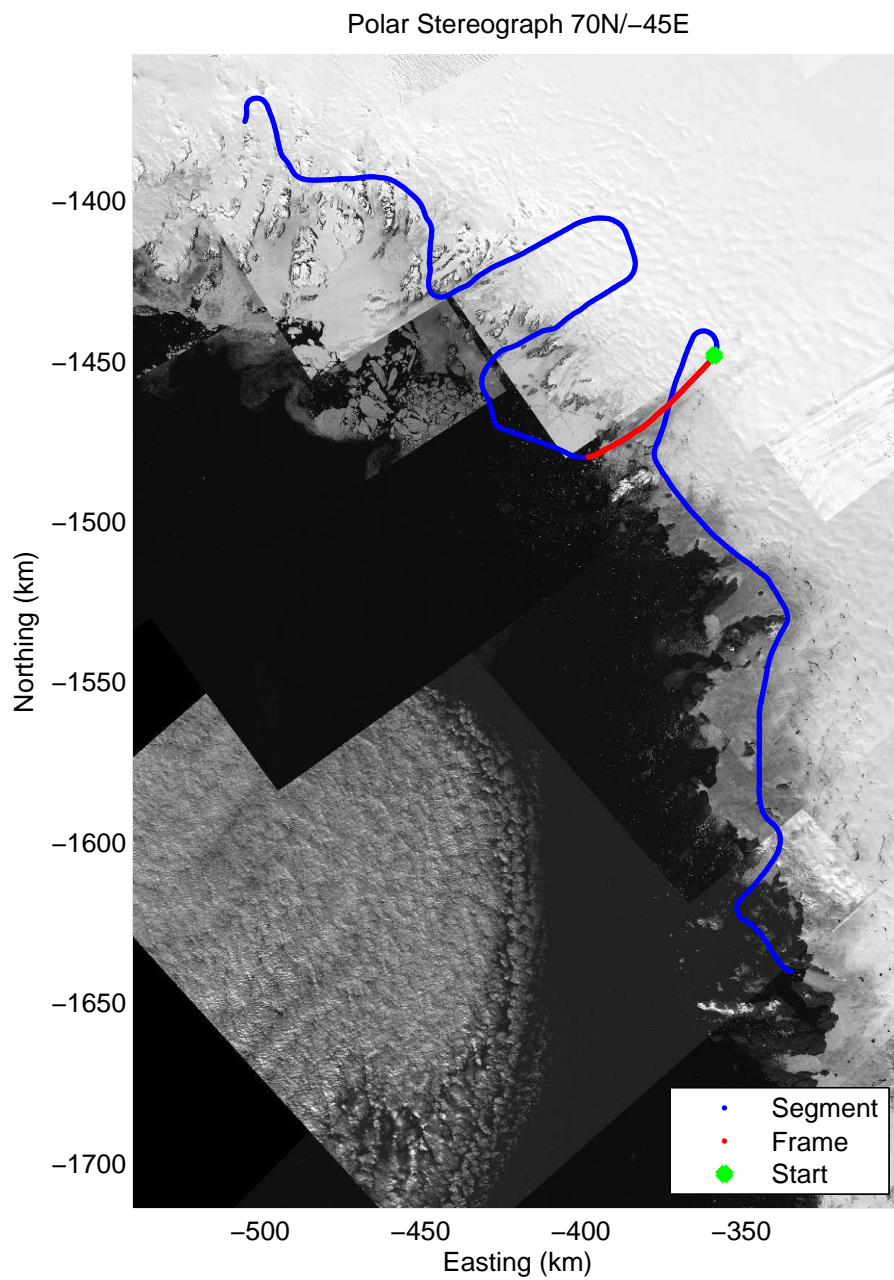 Polar Stereograph 70N/−45E
−1400
−1450
−1500
−1550
−1600
−1650
−1700
Northing (km)
−500
−450
−400
−350
Easting (km)
Segment
Frame
Start